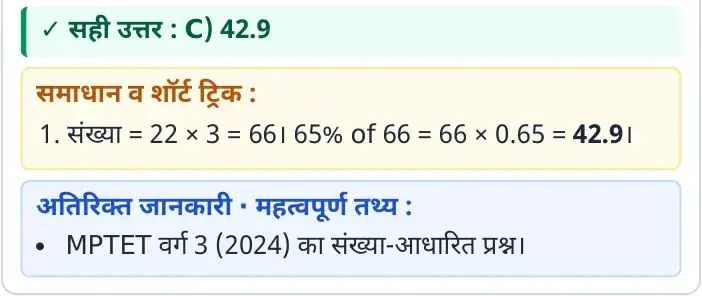 ✓ सही उत्तर : C) 42.9
समाधान व शॉर्ट ट्रिक :
1. संख्या = 22 × 3 = 66। 65% of 66 = 66 × 0.65 = 42.9।
अतिरिक्त जानकारी · महत्वपूर्ण तथ्य :
• MPTET वर्ग 3 (2024) का संख्या-आधारित प्रश्न।